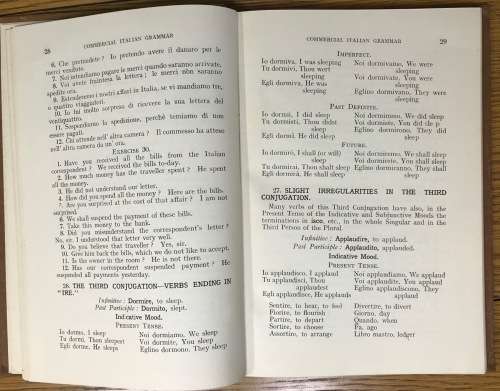 28
COMMERCIAL ITALIAN GRAMMAR
6. Che pretendete? Io pretendo avere il danaro per le
merci vendute.
7. Noi intendiamo pagare le merci quando saranno arrivate.
8. Voi avete inintesa la lettera; le merci non saranno
spedite ora.
9. Estenderemo i nostri affari in Italia, se vi mandiamo tre,
o quattro viaggiatori.
10. Io fui molto sorpreso di ricevere la sua lettera del
ventiquattro.
11. Suspendiamo la spedizione, perchè temiamo di non
essere pagati.
12. Chi attende nell' altra camera? Il commesso ha atteso
nell' altra camera da un' ora.
Exercise 30.
1. Have you received all the bills from the Italian
correspondent? We received the bills to-day.
2. How much money has the traveller spent? He spent
all the money.
3. He did not understand our letter.
4. How did you spend all the money? Here are the bills.
5. Are you surprised at the cost of that affair? I am not
surprised.
6. We shall suspend the payment of these bills.
7. Take this money to the bank.
8. Did you misunderstand the correspondent's letter?
No, sir. I understood that letter very well.
9. Do you believe that traveller? Yes, sir.
10. Give him back the bills, which we do not like to accept.
11. Is the owner in the room? He is not there.
12. Has our correspondent suspended payment? He
suspended all payments yesterday.
26. THE THIRD CONJUGATION—VERBS ENDING IN
"IRE."
Infinitive: Dormire, to sleep.
Past Participle: Dormito, slept.
Indicative Mood.
Present Tense.
Io dormo, I sleep Noi dormiamo, We sleep
Tu dormi, Thou sleepest Voi dormite, You sleep
Egli dorme, He sleeps Eglino dormono, They sleep
COMMERCIAL ITALIAN GRAMMAR
29
Imperfect.
Io dormiva, I was sleeping Noi dormivamo, We were
Tu dormivi, Thou wert sleeping
sleeping Voi dormivate, You were
Egli dormiva, He was sleeping
sleeping Eglino dormivano, They were
sleeping
Past Definite.
Io dormii, I did sleep Noi dormimmo, We did sleep
Tu dormisti, Thou didst Voi dormiste, You did sleep
sleep Eglino dormirono, They did
Egli dormì, He did sleep sleep
Future.
Io dormirò, I shall (or will) Noi dormiremo, We shall sleep
sleep Voi dormirete, You shall sleep
Tu dormirai, Thou shalt sleep Eglino dormiranno, They shall
Egli dormirà, He shall sleep sleep
27. SLIGHT IRREGULARITIES IN THE THIRD
CONJUGATION.
Many verbs of this Third Conjugation have also, in the
Present Tense of the Indicative and Subjunctive Moods the
terminations in isco, etc., in the whole Singular and in the
Third Person of the Plural.
Infinitive: Applaudire, to applaud.
Past Participle: Applaudito, applauded.
Indicative Mood.
Present Tense.
Io applaudisco, I applaud Noi applaudiamo, We applaud
Tu applaudisci, Thou Voi applaudite, You applaud
applaudest Eglino applaudiscono, They
Egli applaudisce, He applauds applaud
Sentire, to hear, to feel Divertire, to divert
Fiorire, to flourish Giorno, day
Partire, to depart Quando, when
Sortire, to choose Fa, ago
Assortire, to arrange Libro mastro, ledger